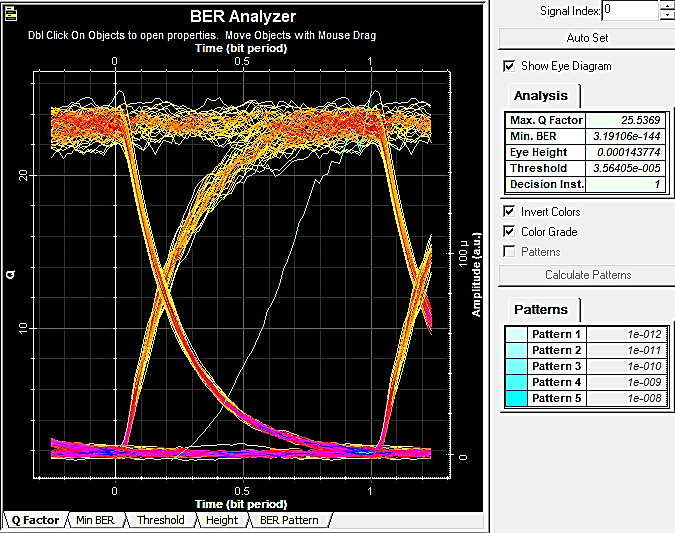 BER Analyzer
Dbl Click On Objects to open properties.  Move Objects with Mouse Drag
Time (bit period)
0 0.5 1
Q
20
10
Amplitude (a.u.)
100 µ
0
0 0.5 1
Time (bit period)
Q Factor Min BER Threshold Height BER Pattern
Signal Index: 0
Auto Set
Show Eye Diagram
Analysis
Max. Q Factor 25.5369
Min. BER 3.19106e-144
Eye Height 0.000143774
Threshold 3.56405e-005
Decision Inst. 1
Invert Colors
Color Grade
Patterns
Calculate Patterns
Patterns
Pattern 1 1e-012
Pattern 2 1e-011
Pattern 3 1e-010
Pattern 4 1e-009
Pattern 5 1e-008